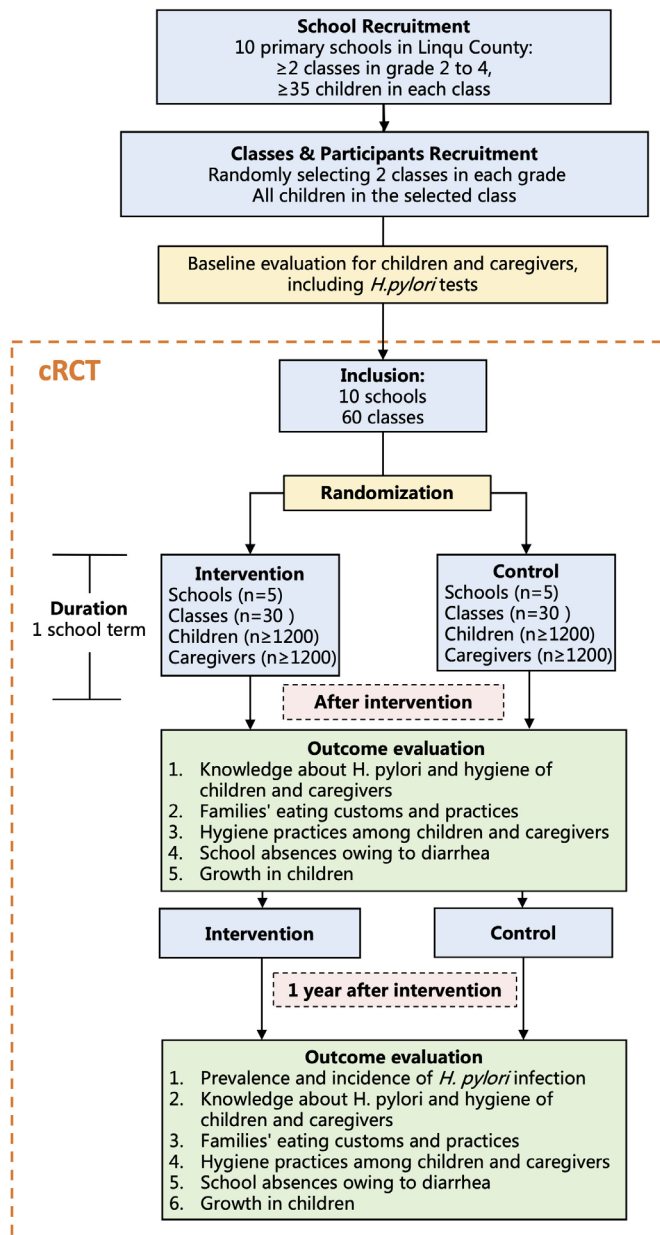 School Recruitment
10 primary schools in Linqu County:
≥2 classes in grade 2 to 4,
≥35 children in each class
Classes & Participants Recruitment
Randomly selecting 2 classes in each grade
All children in the selected class
Baseline evaluation for children and caregivers,
including H.pylori tests
cRCT
Inclusion:
10 schools
60 classes
Randomization
Duration
1 school term
Intervention
Schools (n=5)
Classes (n=30 )
Children (n≥1200)
Caregivers (n≥1200)
Control
Schools (n=5)
Classes (n=30 )
Children (n≥1200)
Caregivers (n≥1200)
After intervention
Outcome evaluation
1. Knowledge about H. pylori and hygiene of
children and caregivers
2. Families' eating customs and practices
3. Hygiene practices among children and caregivers
4. School absences owing to diarrhea
5. Growth in children
Intervention
Control
1 year after intervention
Outcome evaluation
1. Prevalence and incidence of H. pylori infection
2. Knowledge about H. pylori and hygiene of
children and caregivers
3. Families' eating customs and practices
4. Hygiene practices among children and caregivers
5. School absences owing to diarrhea
6. Growth in children